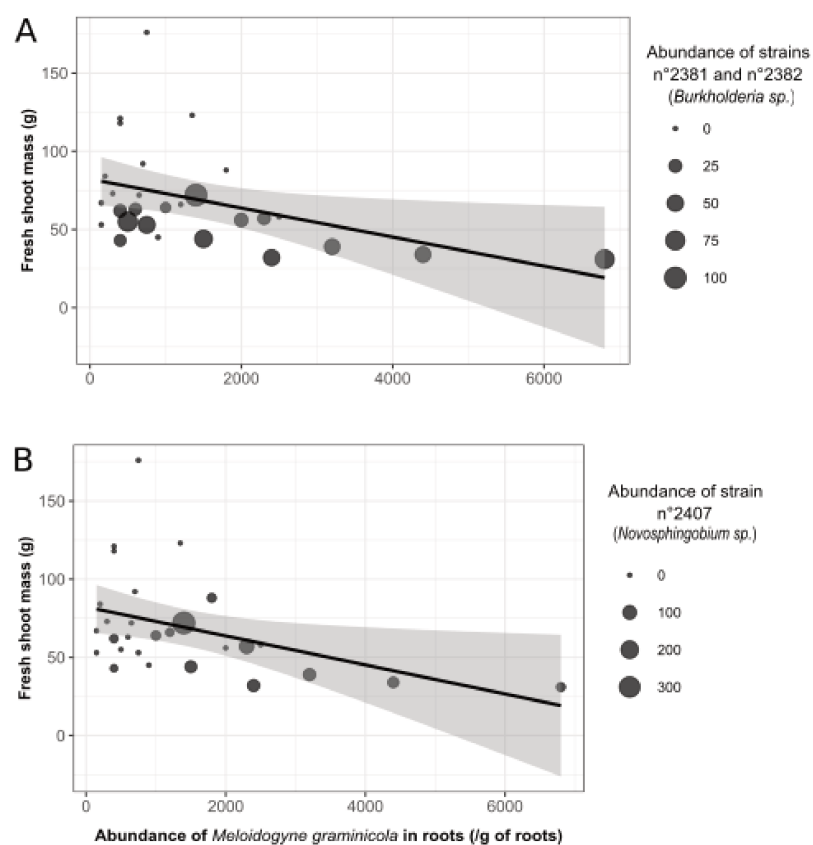 A
Fresh shoot mass (g)
150
100
50
0
0 2000 4000 6000
Abundance of strains
n°2381 and n°2382
(Burkholderia sp.)
0
25
50
75
100
B
Fresh shoot mass (g)
150
100
50
0
0 2000 4000 6000
Abundance of Meloidogyne graminicola in roots (/g of roots)
Abundance of strain
n°2407
(Novosphingobium sp.)
0
100
200
300